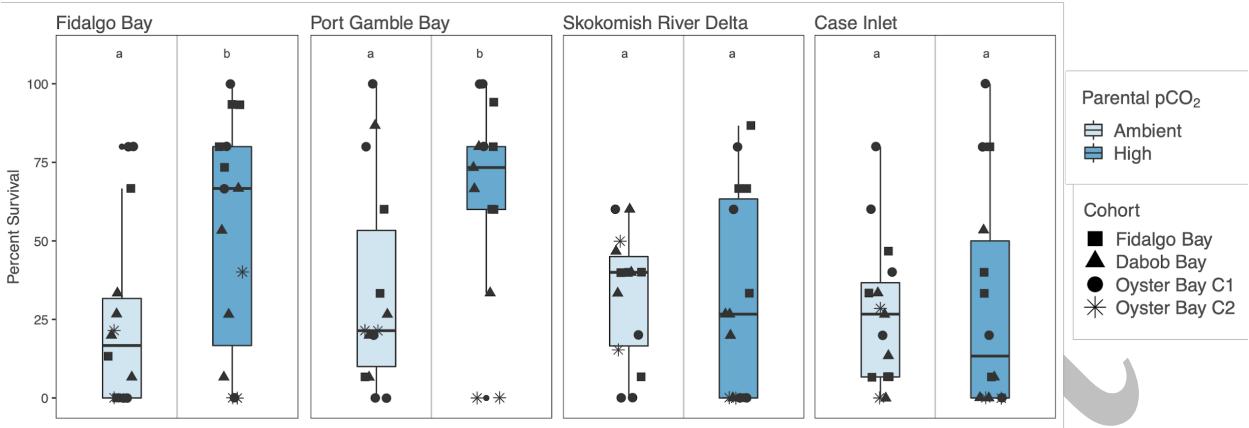 Fidalgo Bay
Port Gamble Bay
Skokomish River Delta
Case Inlet
a
b
a
b
a
a
a
a
Percent Survival
100
75
50
25
0
Parental pCO₂
Ambient
High
Cohort
Fidalgo Bay
Dabob Bay
Oyster Bay C1
Oyster Bay C2